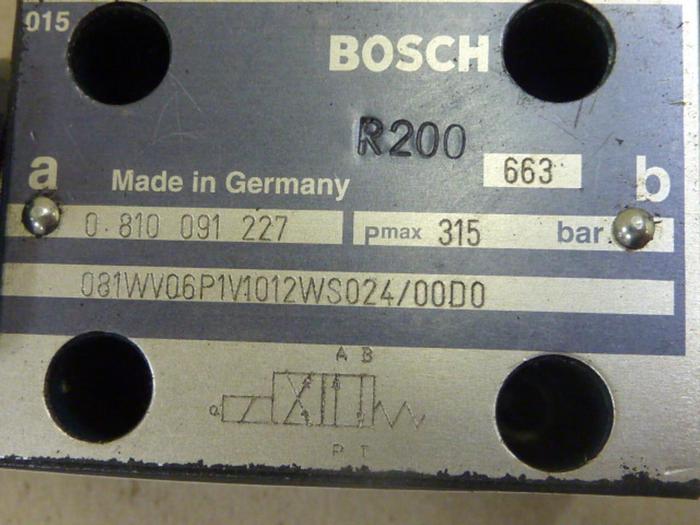 015
BOSCH
R200
663
a
b
Made in Germany
0 810 091 227
pmax 315 bar
081WV06P1V1012WS024/00D0
A B
a
P T